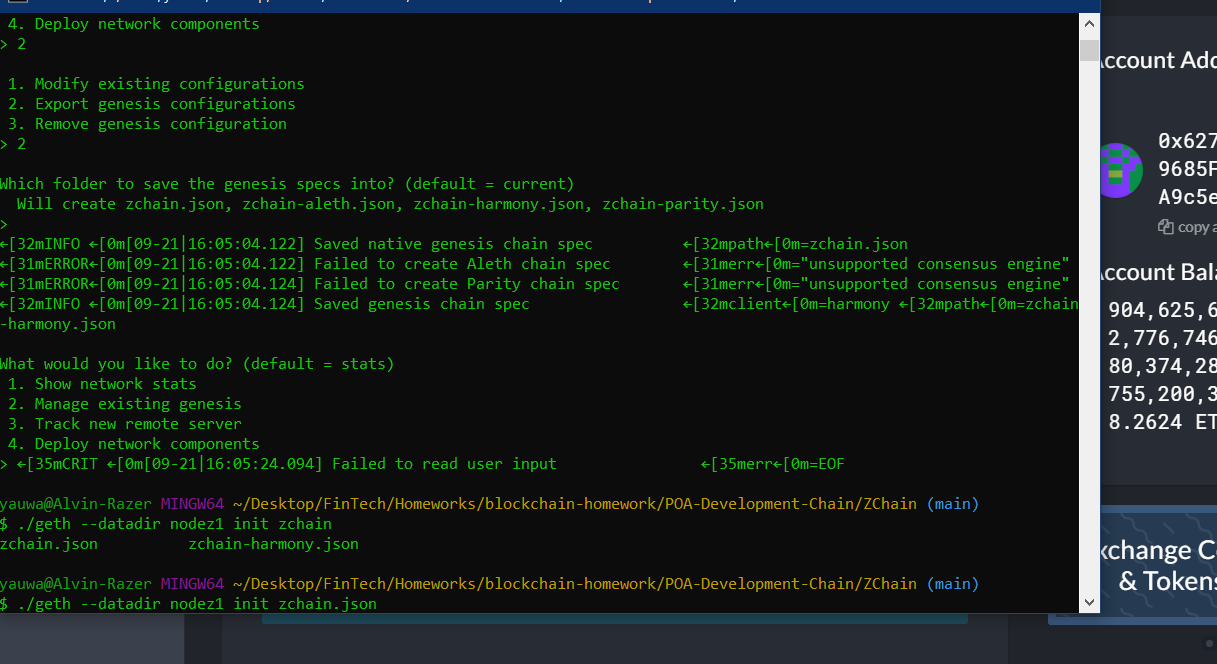 4. Deploy network components
> 2
1. Modify existing configurations
2. Export genesis configurations
3. Remove genesis configuration
> 2
Which folder to save the genesis specs into? (default = current)
Will create zchain.json, zchain-aleth.json, zchain-harmony.json, zchain-parity.json
>
←[32mINFO ←[0m[09-21|16:05:04.122] Saved native genesis chain spec ←[32mpath←[0m=zchain.json
←[31mERROR←[0m[09-21|16:05:04.122] Failed to create Aleth chain spec ←[31merr←[0m="unsupported consensus engine"
←[31mERROR←[0m[09-21|16:05:04.124] Failed to create Parity chain spec ←[31merr←[0m="unsupported consensus engine"
←[32mINFO ←[0m[09-21|16:05:04.124] Saved genesis chain spec ←[32mclient←[0m=harmony ←[32mpath←[0m=zchain
-harmony.json
What would you like to do? (default = stats)
1. Show network stats
2. Manage existing genesis
3. Track new remote server
4. Deploy network components
> ←[35mCRIT ←[0m[09-21|16:05:24.094] Failed to read user input ←[35merr←[0m=EOF
yauwa@Alvin-Razer MINGW64 ~/Desktop/FinTech/Homeworks/blockchain-homework/POA-Development-Chain/ZChain (main)
$ ./geth --datadir nodez1 init zchain
zchain.json zchain-harmony.json
yauwa@Alvin-Razer MINGW64 ~/Desktop/FinTech/Homeworks/blockchain-homework/POA-Development-Chain/ZChain (main)
$ ./geth --datadir nodez1 init zchain.json
ccount Add
0x627
9685F
A9c5e
copy a
ccount Bala
904,625,6
2,776,746
80,374,28
755,200,3
8.2624 ET
xchange C
& Tokens